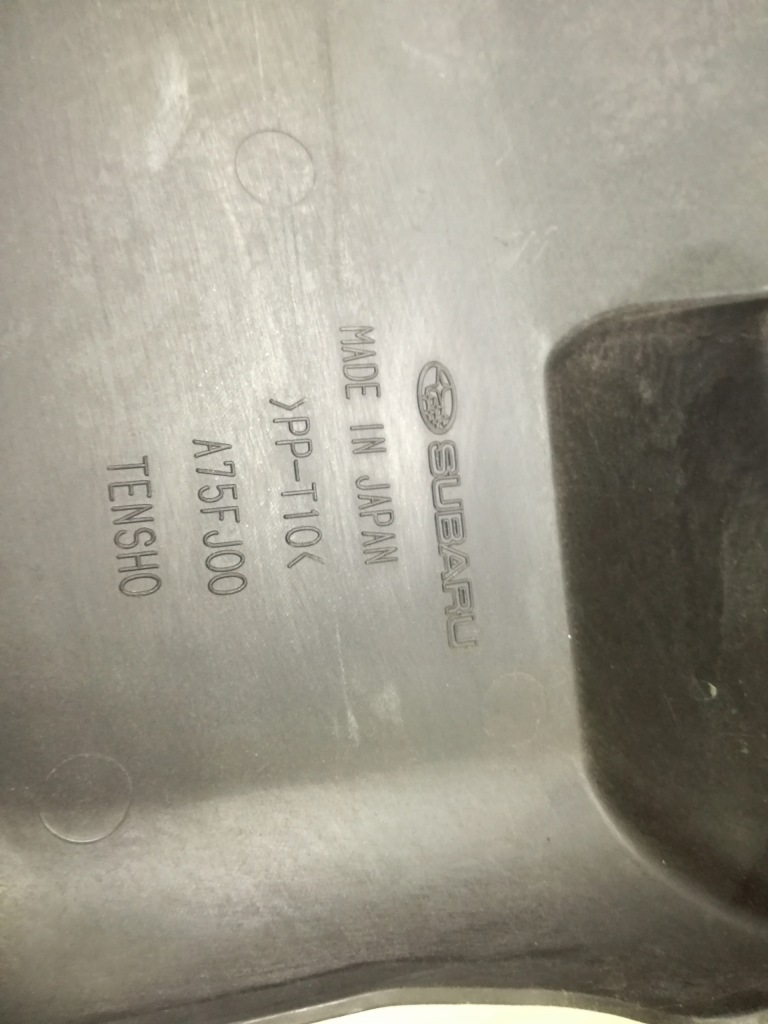 SUBARU
MADE IN JAPAN
>PP-T10<
A75FJ00
TENSHO